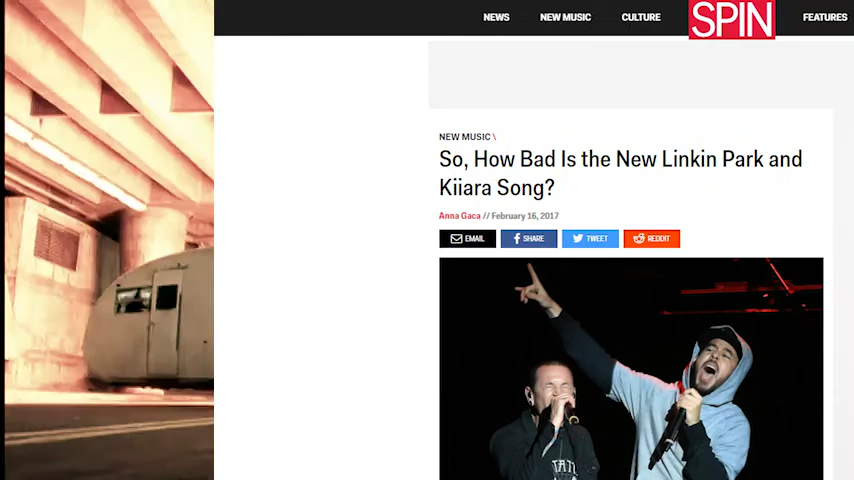 NEWS NEW MUSIC CULTURE SPIN FEATURES
NEW MUSIC \
So, How Bad Is the New Linkin Park and
Kiiara Song?
Anna Gaca // February 16, 2017
EMAIL SHARE TWEET REDDIT